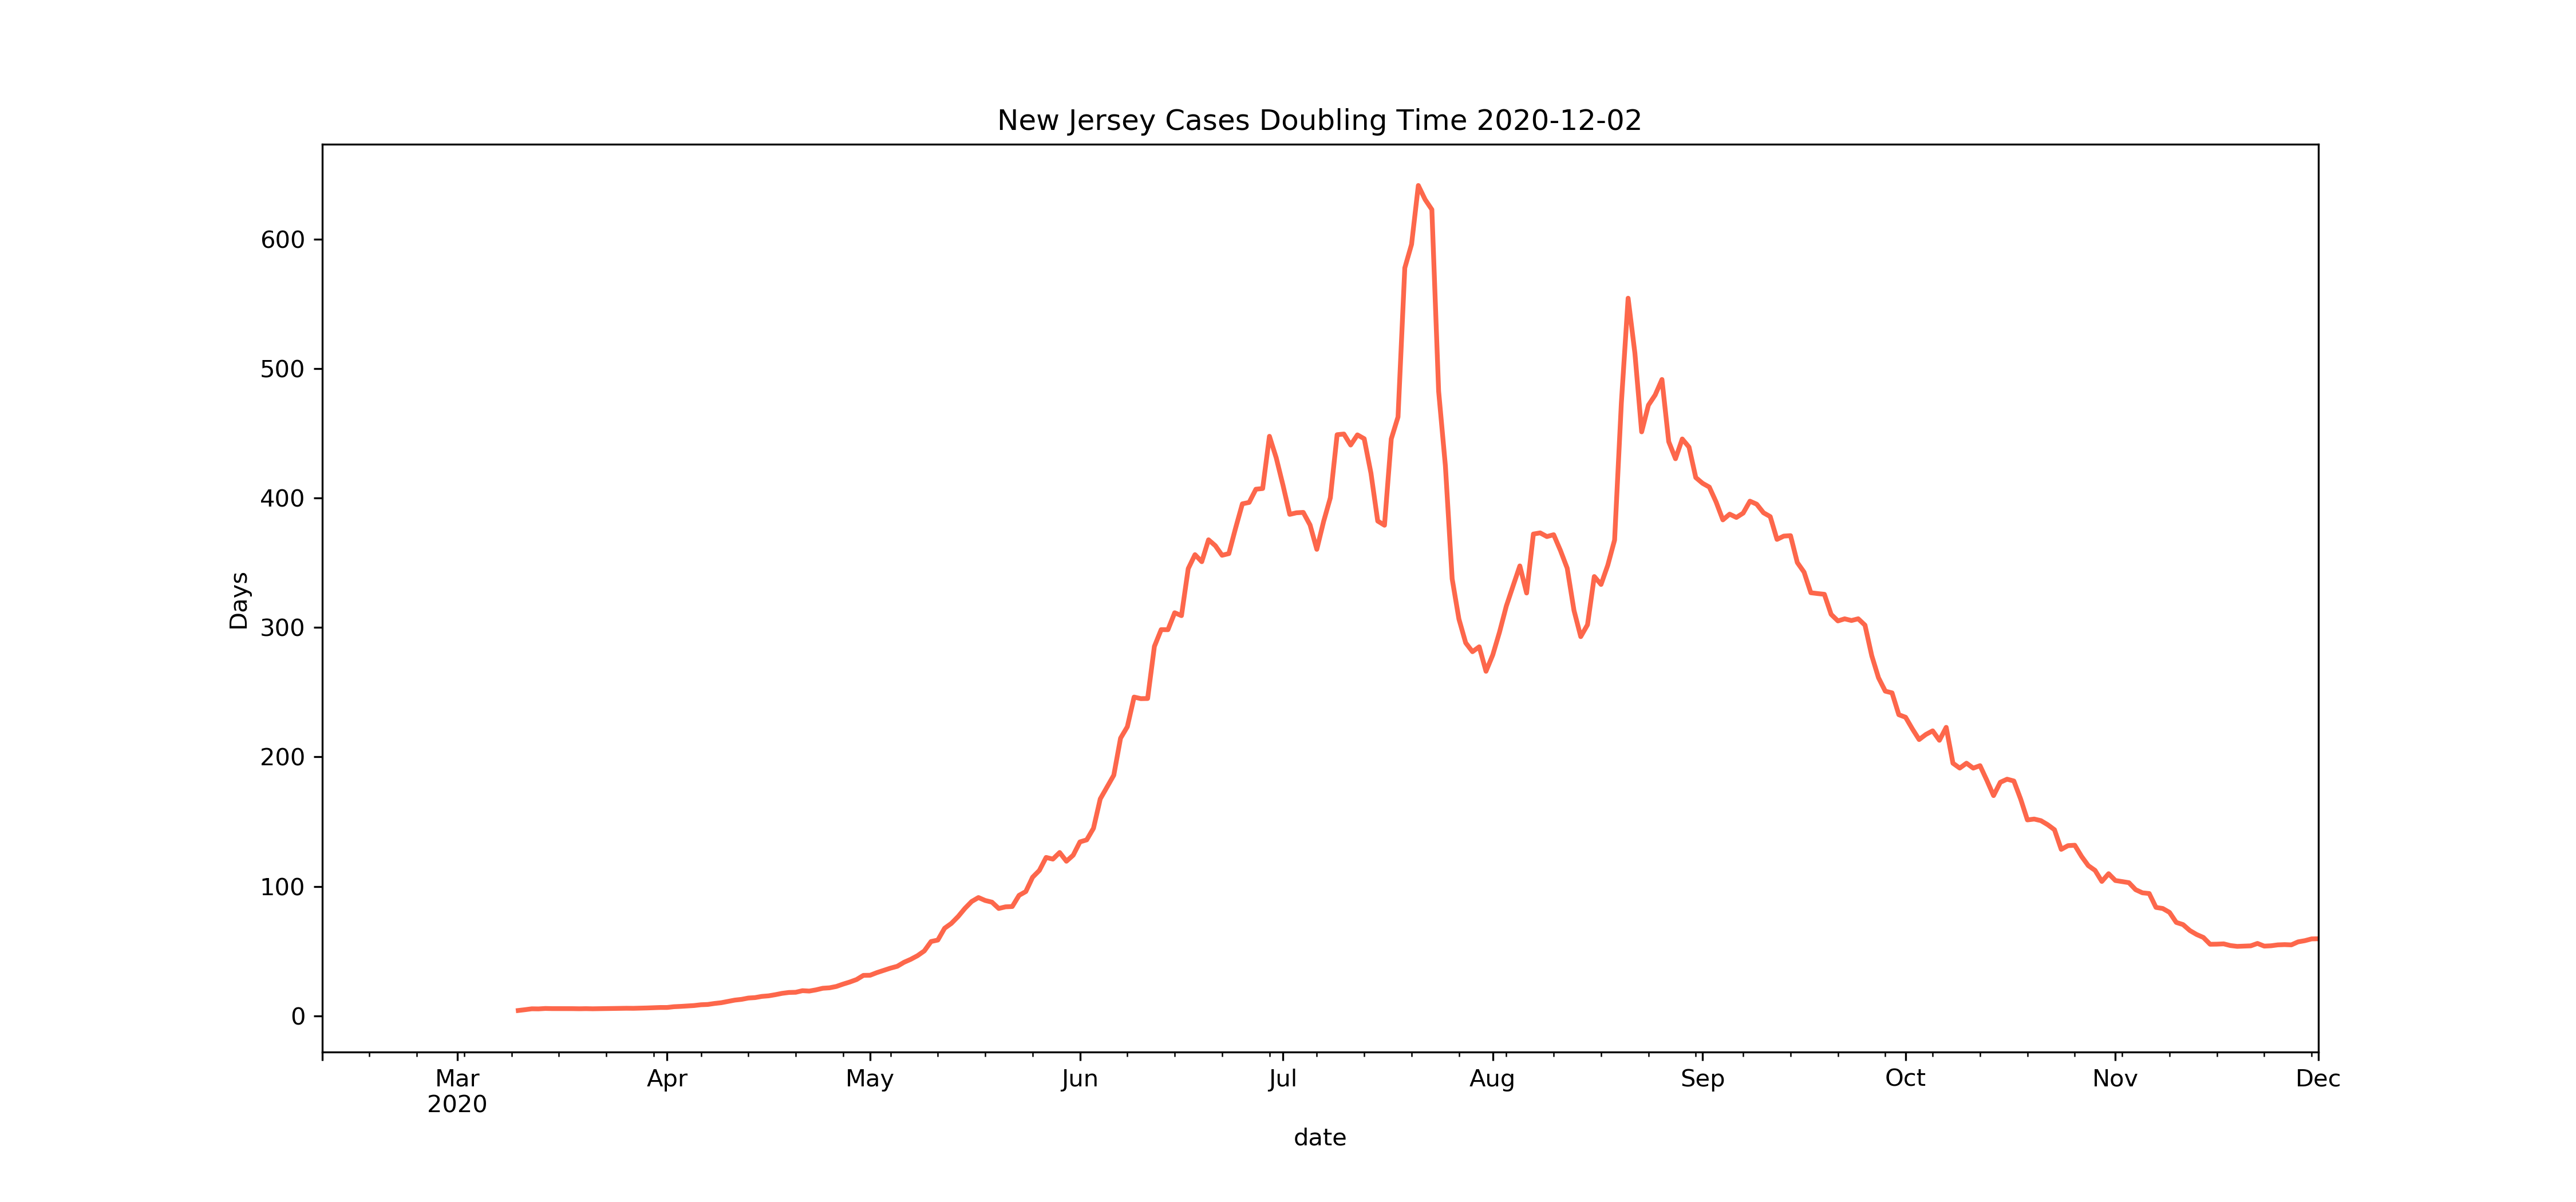 New Jersey Cases Doubling Time 2020-12-02
600
500
400
300
200
100
0
Days
Mar Apr May Jun Jul Aug Sep Oct Nov Dec
2020
date